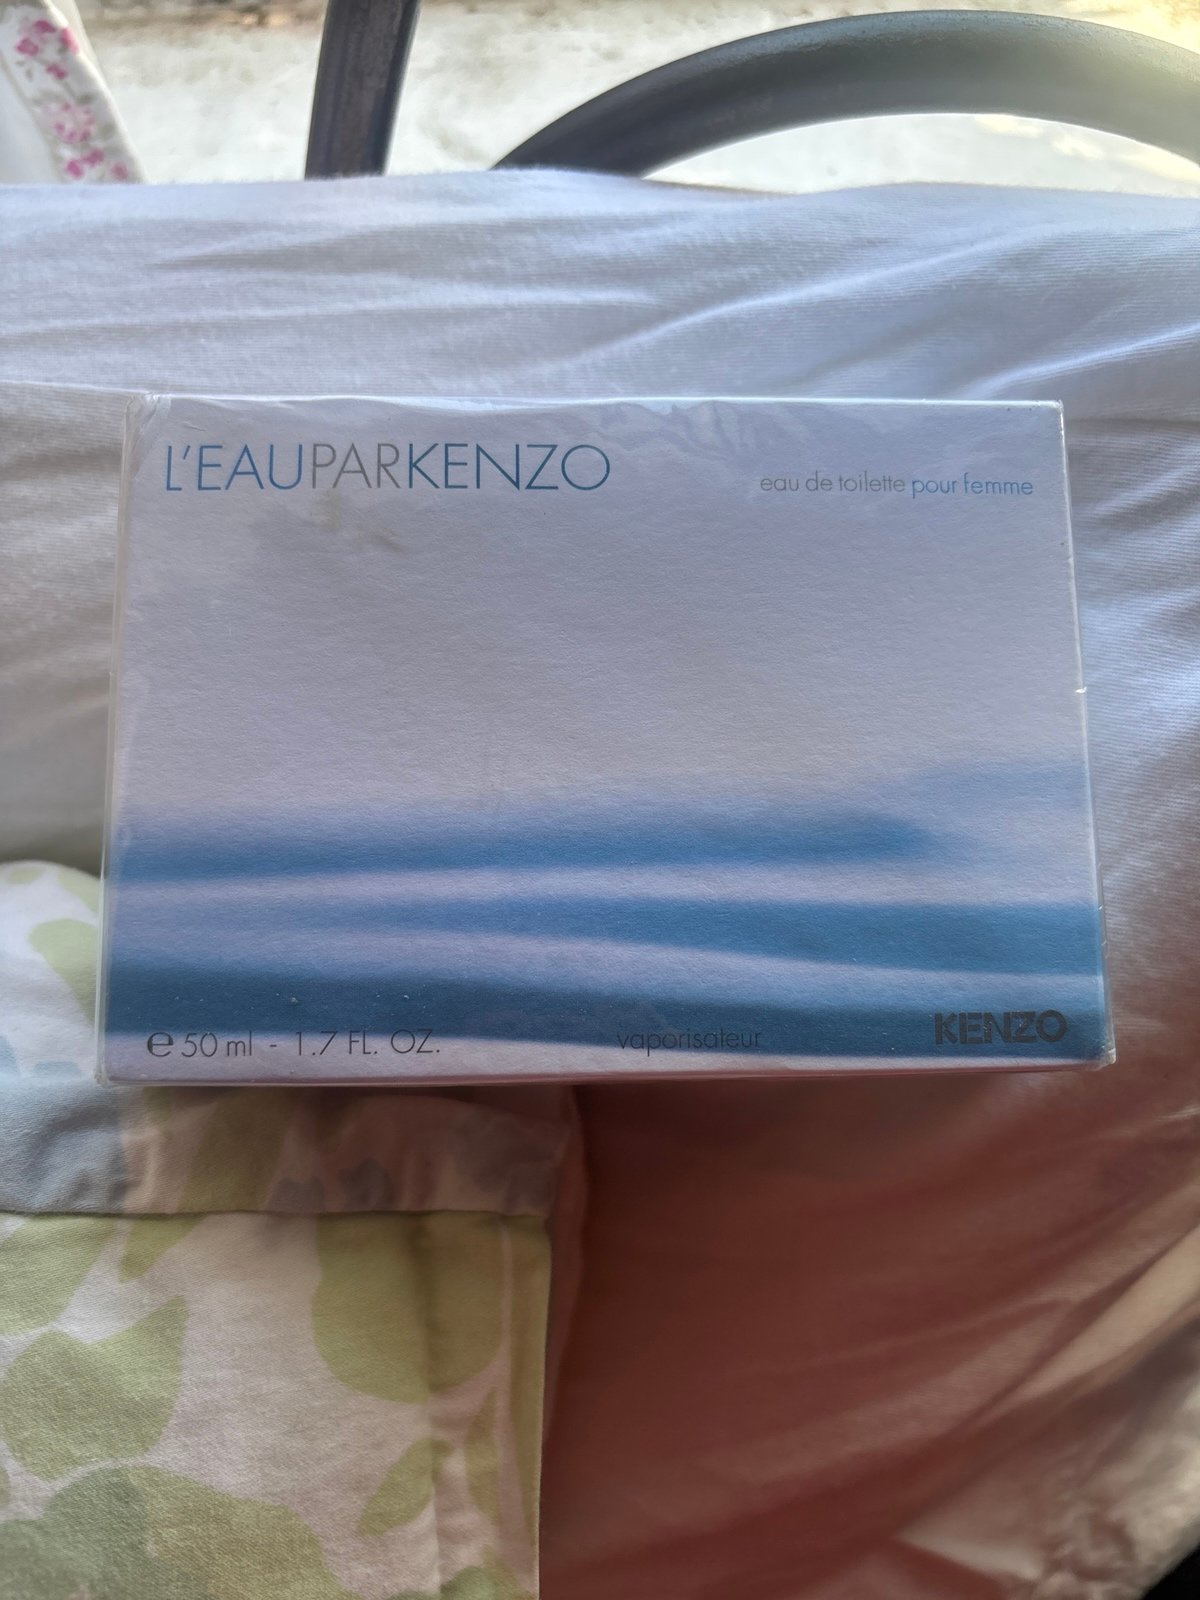 L'EAUPARKENZO
eau de toilette pour femme
℮ 50 ml - 1.7 FL. OZ.
vaporisateur
KENZO